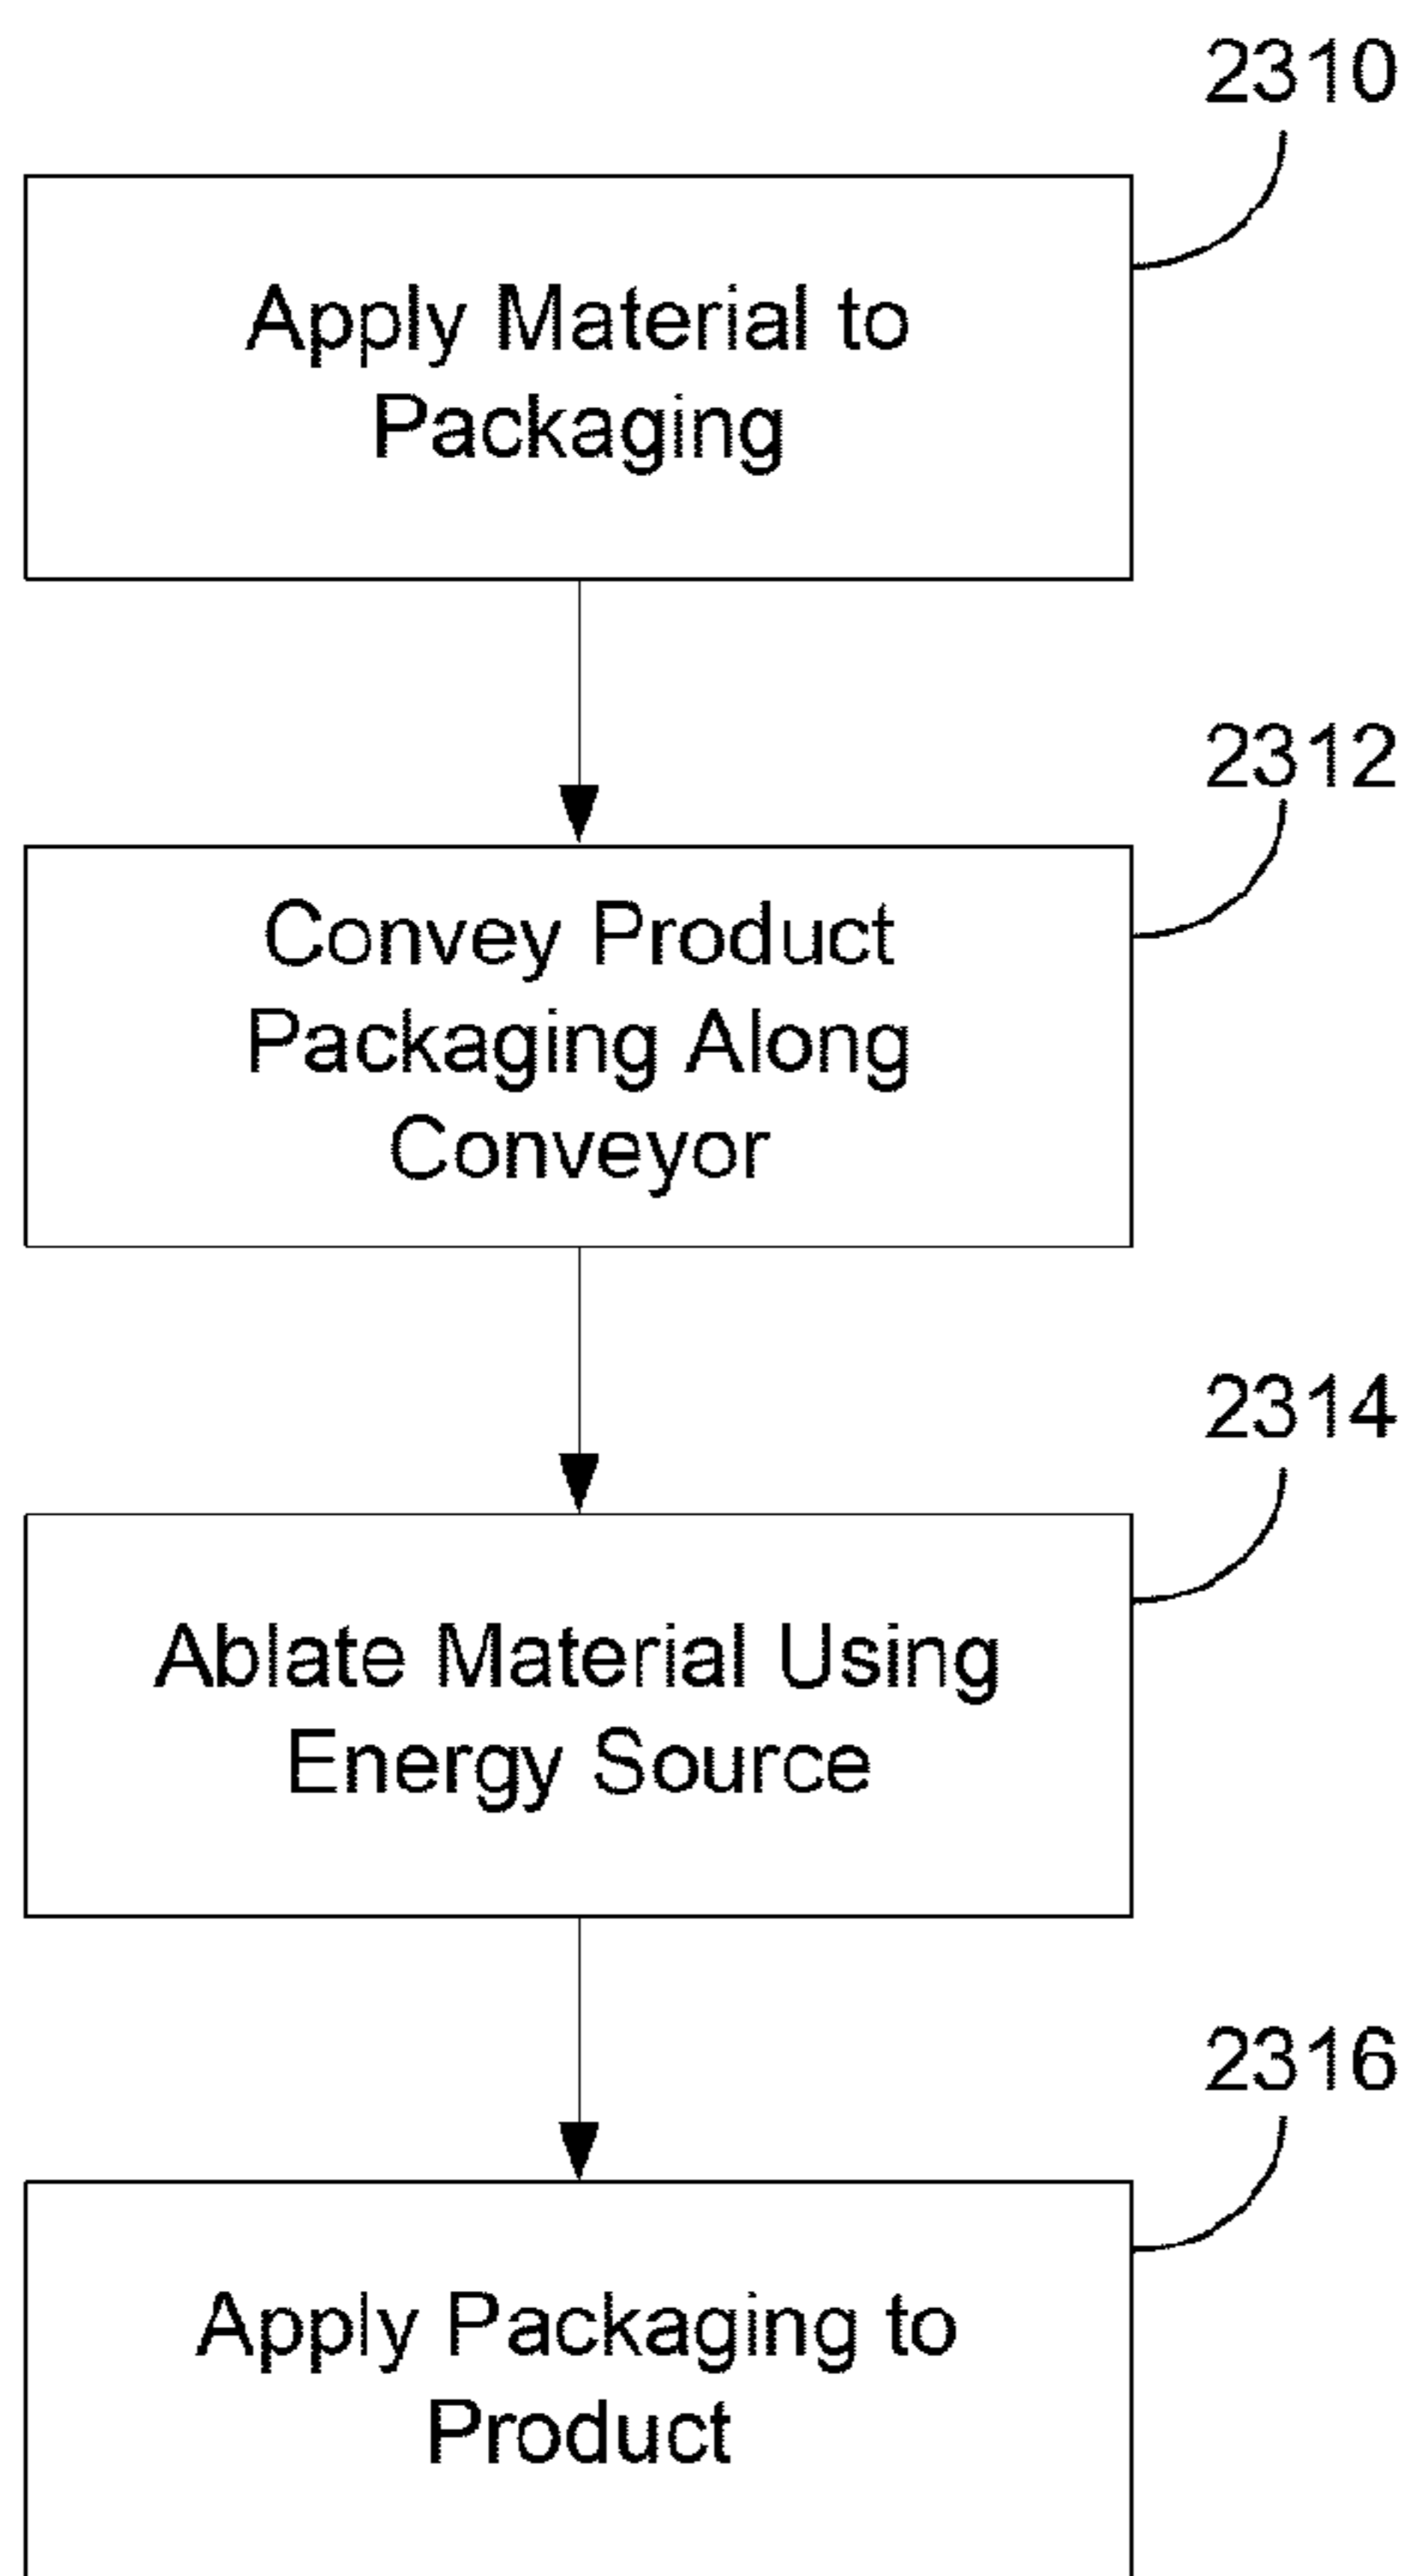 2310
Apply Material to
Packaging
2312
Convey Product
Packaging Along
Conveyor
2314
Ablate Material Using
Energy Source
2316
Apply Packaging to
Product